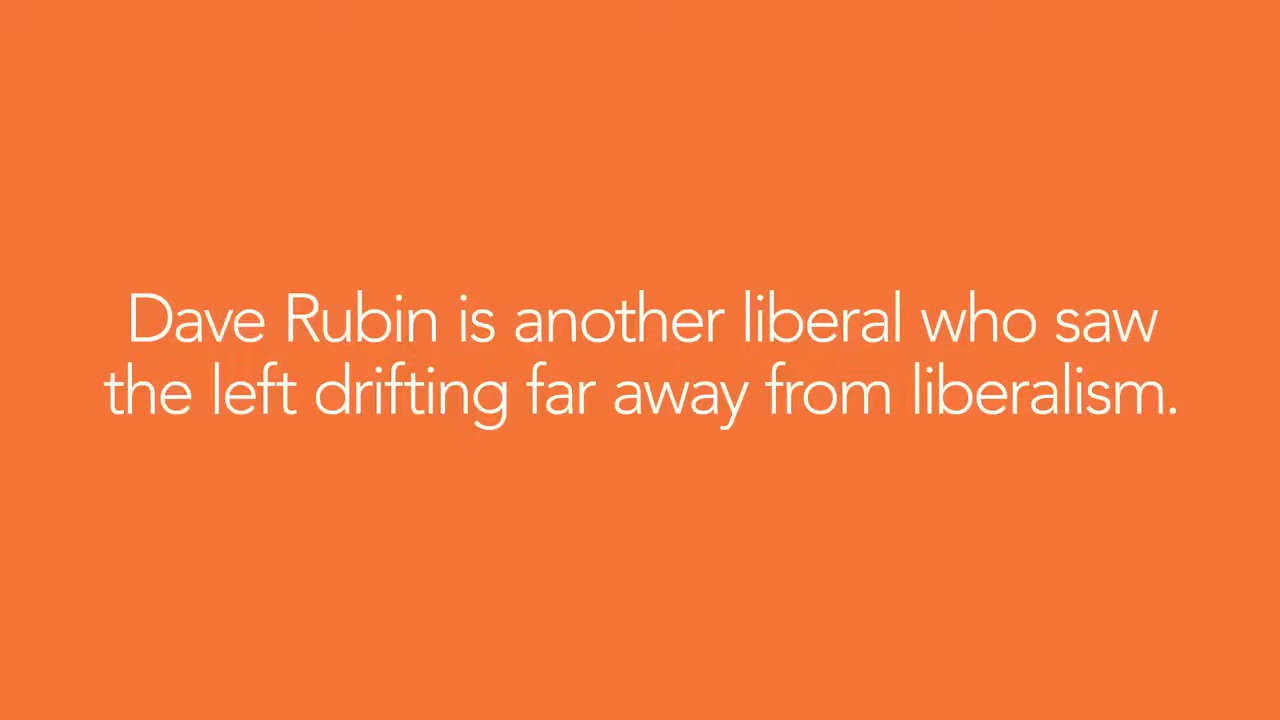 Dave Rubin is another liberal who saw
the left drifting far away from liberalism.